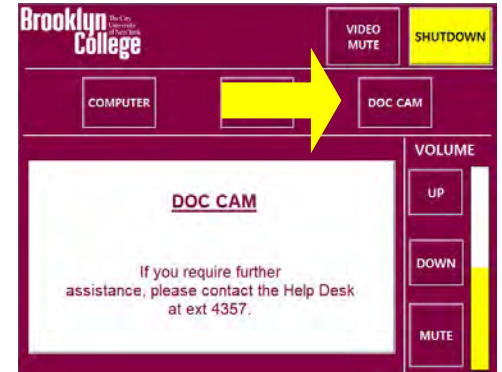 Brooklyn The City
University
of New York
College
VIDEO
MUTE
SHUTDOWN
COMPUTER
DOC CAM
VOLUME
UP
DOWN
MUTE
DOC CAM
If you require further
assistance, please contact the Help Desk
at ext 4357.